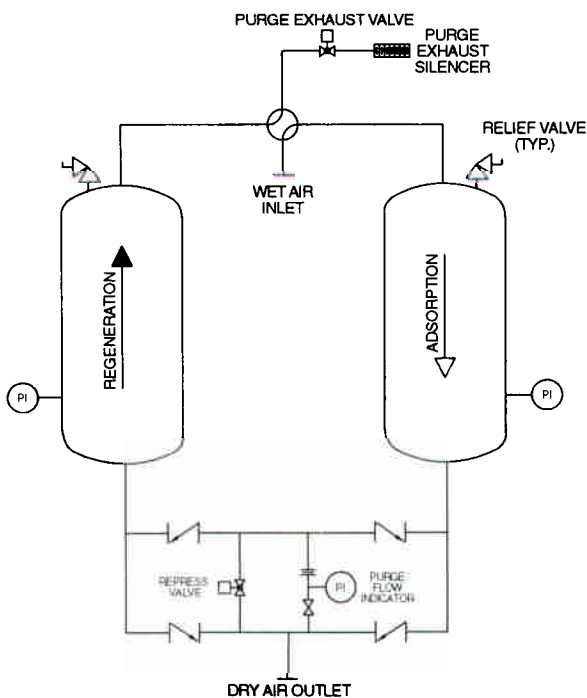 PURGE EXHAUST VALVE
PURGE
EXHAUST
SILENCER
RELIEF VALVE
(TYP.)
WET AIR
INLET
REGENERATION
ADSORPTION
PI
PI
REPRESS
VALVE
PI
PURGE
FLOW
INDICATOR
DRY AIR OUTLET